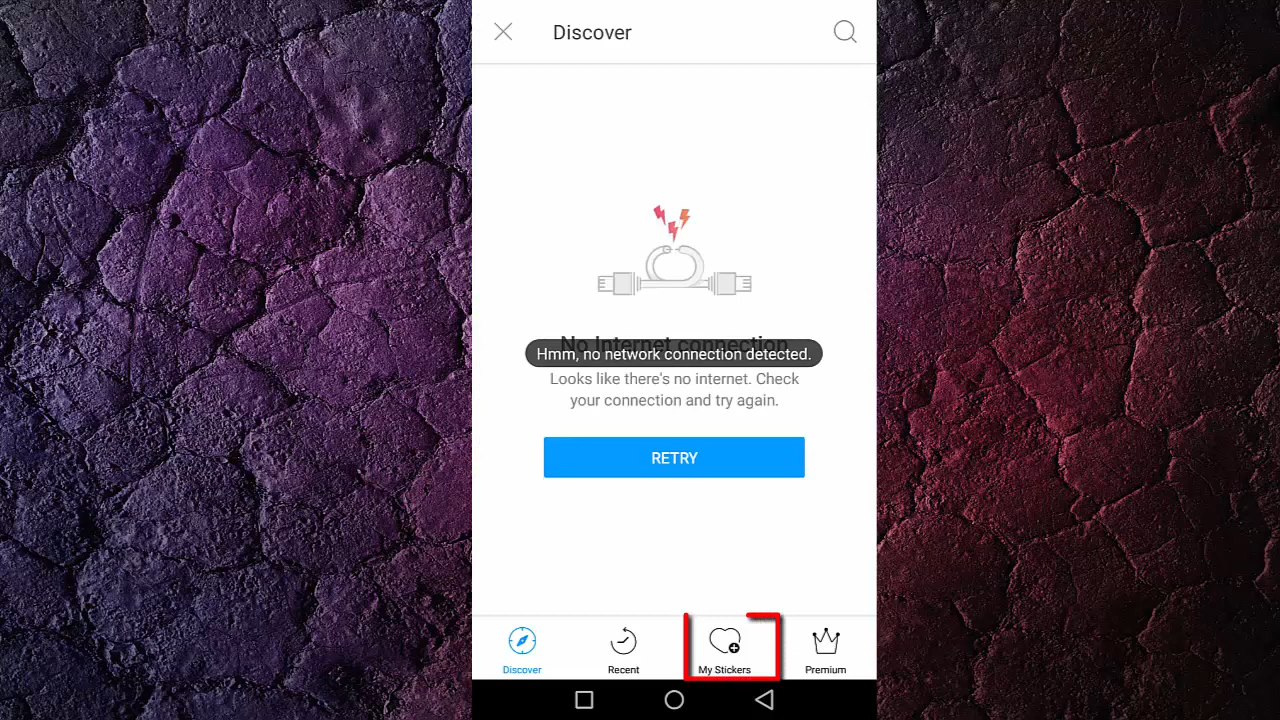 Discover
No Internet connection
Hmm, no network connection detected.
Looks like there's no internet. Check
your connection and try again.
RETRY
Discover
Recent
My Stickers
Premium